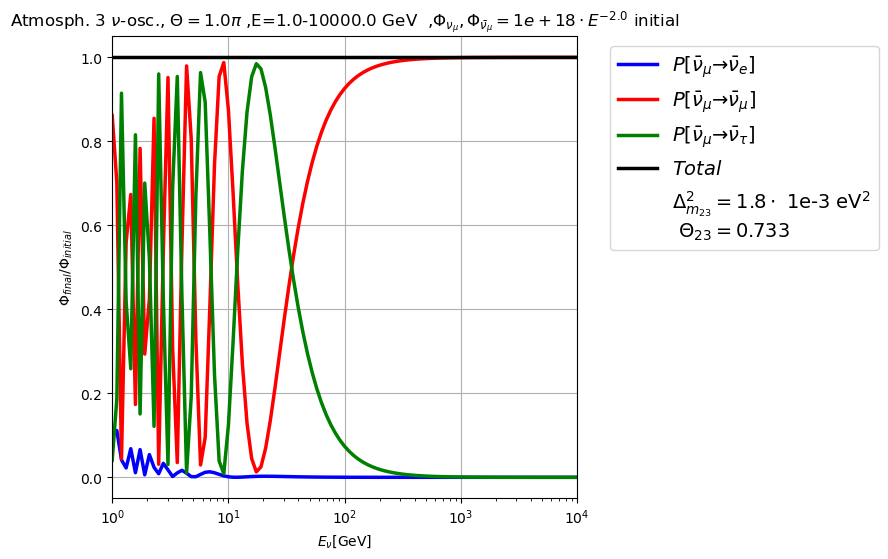 Atmosph. 3 ν-osc., Θ = 1.0π ,E=1.0-10000.0 GeV ,Φ_{ν_μ}, Φ_{ν̄_μ} = 1e + 18 · E^{−2.0} initial
1.0
0.8
0.6
0.4
0.2
0.0
Φ_{final}/Φ_{initial}
10^0 10^1 10^2 10^3 10^4
E_ν[GeV]
P[ν̄_μ→ν̄_e]
P[ν̄_μ→ν̄_μ]
P[ν̄_μ→ν̄_τ]
Total
Δ^2_{m_{23}} = 1.8 · 1e-3 eV^2
Θ_{23} = 0.733